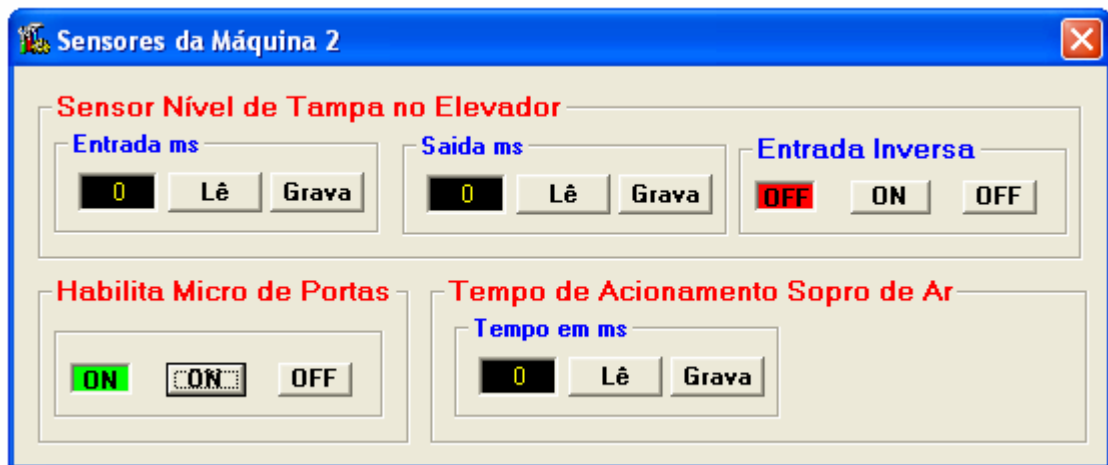 Sensores da Máquina 2
Sensor Nível de Tampa no Elevador
Entrada ms
0 Lê Grava
Saida ms
0 Lê Grava
Entrada Inversa
OFF ON OFF
Habilita Micro de Portas
ON ON OFF
Tempo de Acionamento Sopro de Ar
Tempo em ms
0 Lê Grava